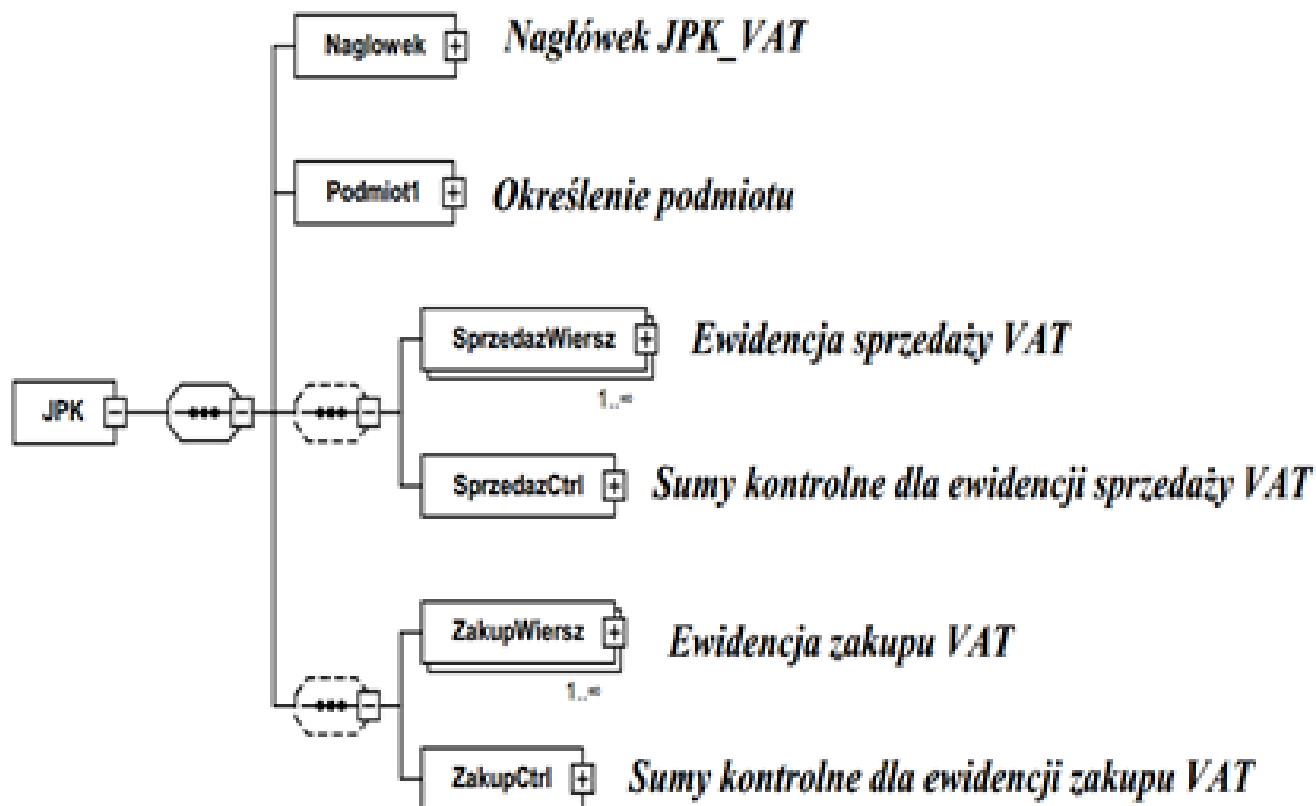 Naglowek Nagłówek JPK_VAT
Podmiot1 Określenie podmiotu
SprzedazWiersz Ewidencja sprzedaży VAT
1..∞
JPK
SprzedazCtrl Sumy kontrolne dla ewidencji sprzedaży VAT
ZakupWiersz Ewidencja zakupu VAT
1..∞
ZakupCtrl Sumy kontrolne dla ewidencji zakupu VAT